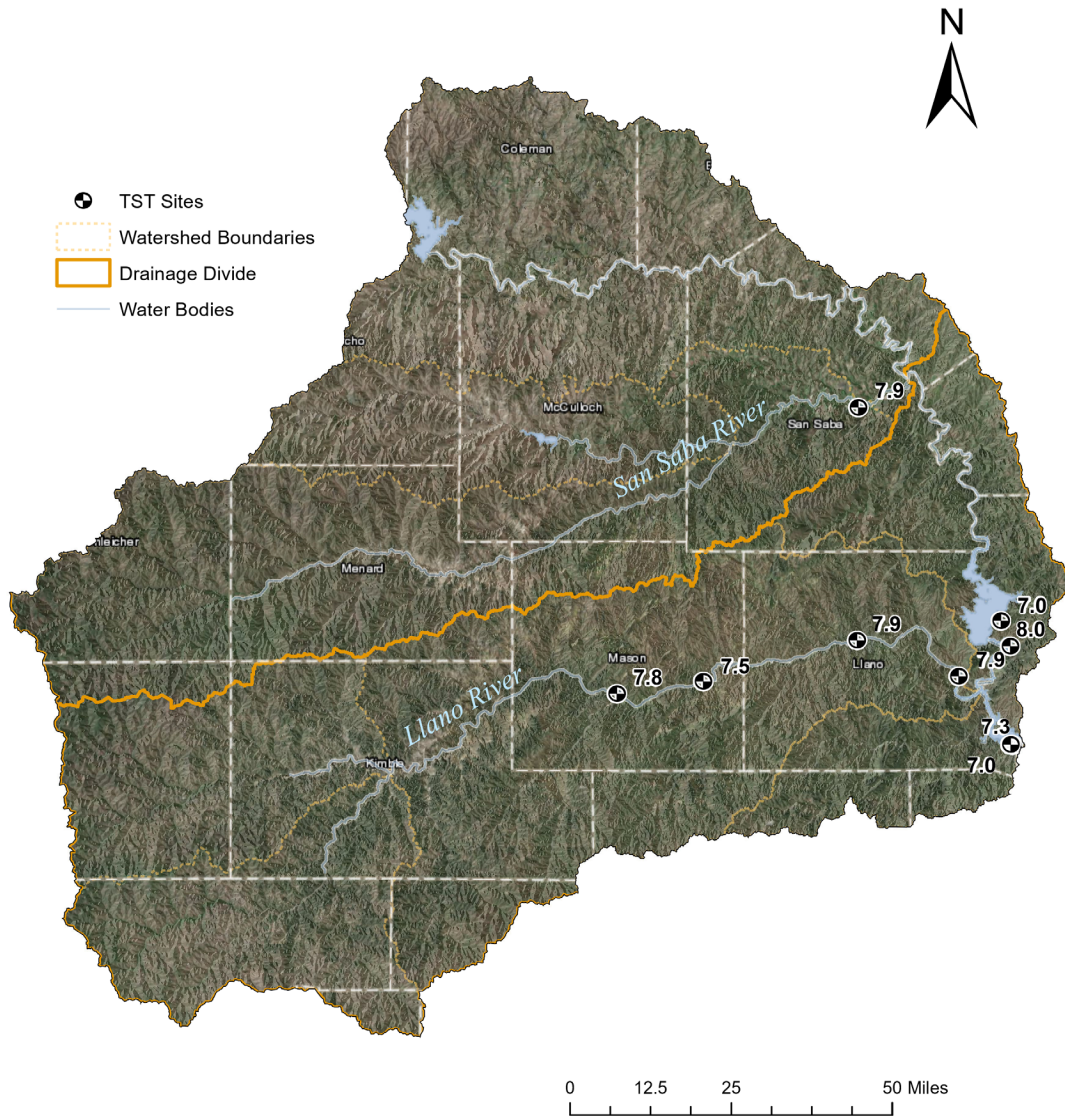 N
Coleman
TST Sites
Watershed Boundaries
Drainage Divide
Water Bodies
cho
McCulloch
7.9
San Saba
San Saba River
hleicher
Menard
7.0
8.0
7.9
7.9
Llano
Mason
7.8
7.5
Llano River
Kimble
7.3
7.0
0 12.5 25 50 Miles